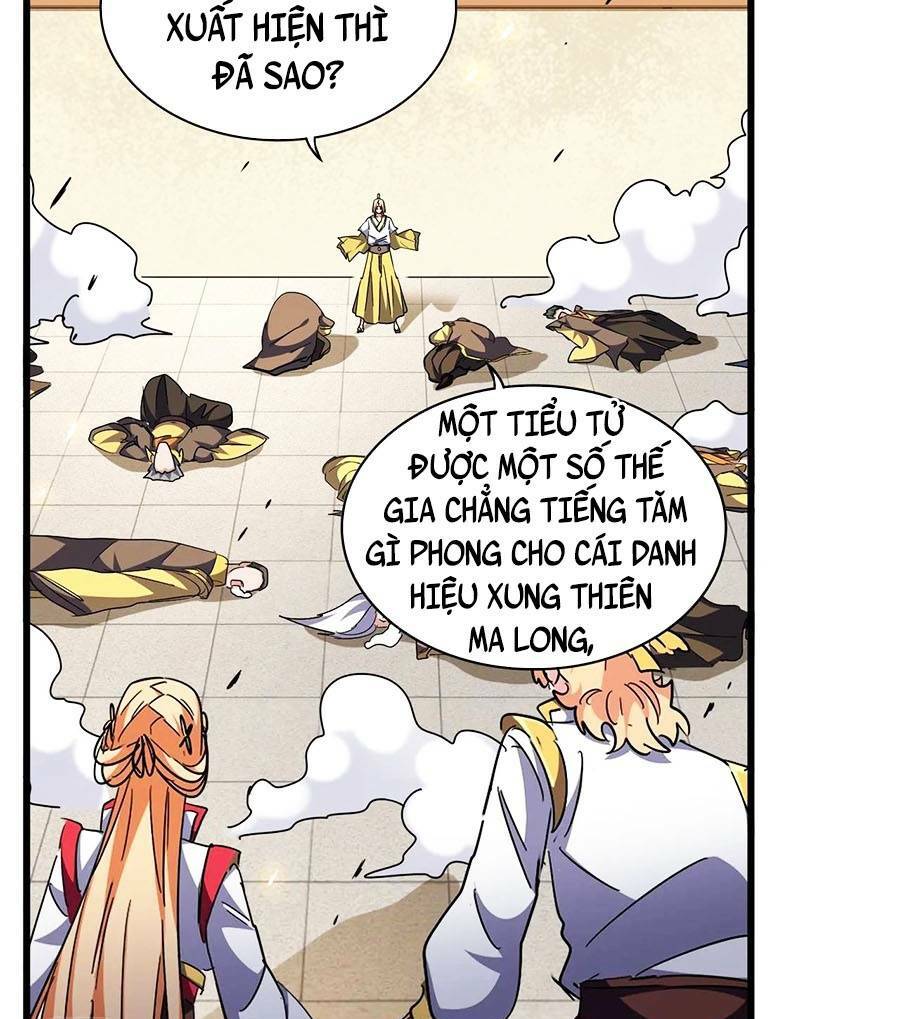 XUẤT HIỆN THÌ
ĐÃ SAO?
MỘT TIỂU TỬ
ĐƯỢC MỘT SỐ THẾ
GIA CHẲNG TIẾNG TĂM
GÌ PHONG CHO CÁI DANH
HIỆU XUNG THIÊN
MA LONG,